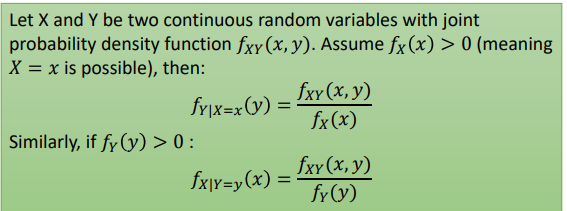 Let X and Y be two continuous random variables with joint
probability density function f_{XY}(x, y). Assume f_X(x) > 0 (meaning
X = x is possible), then:
f_{Y|X=x}(y) = \frac{f_{XY}(x, y)}{f_X(x)}
Similarly, if f_Y(y) > 0 :
f_{X|Y=y}(x) = \frac{f_{XY}(x, y)}{f_Y(y)}